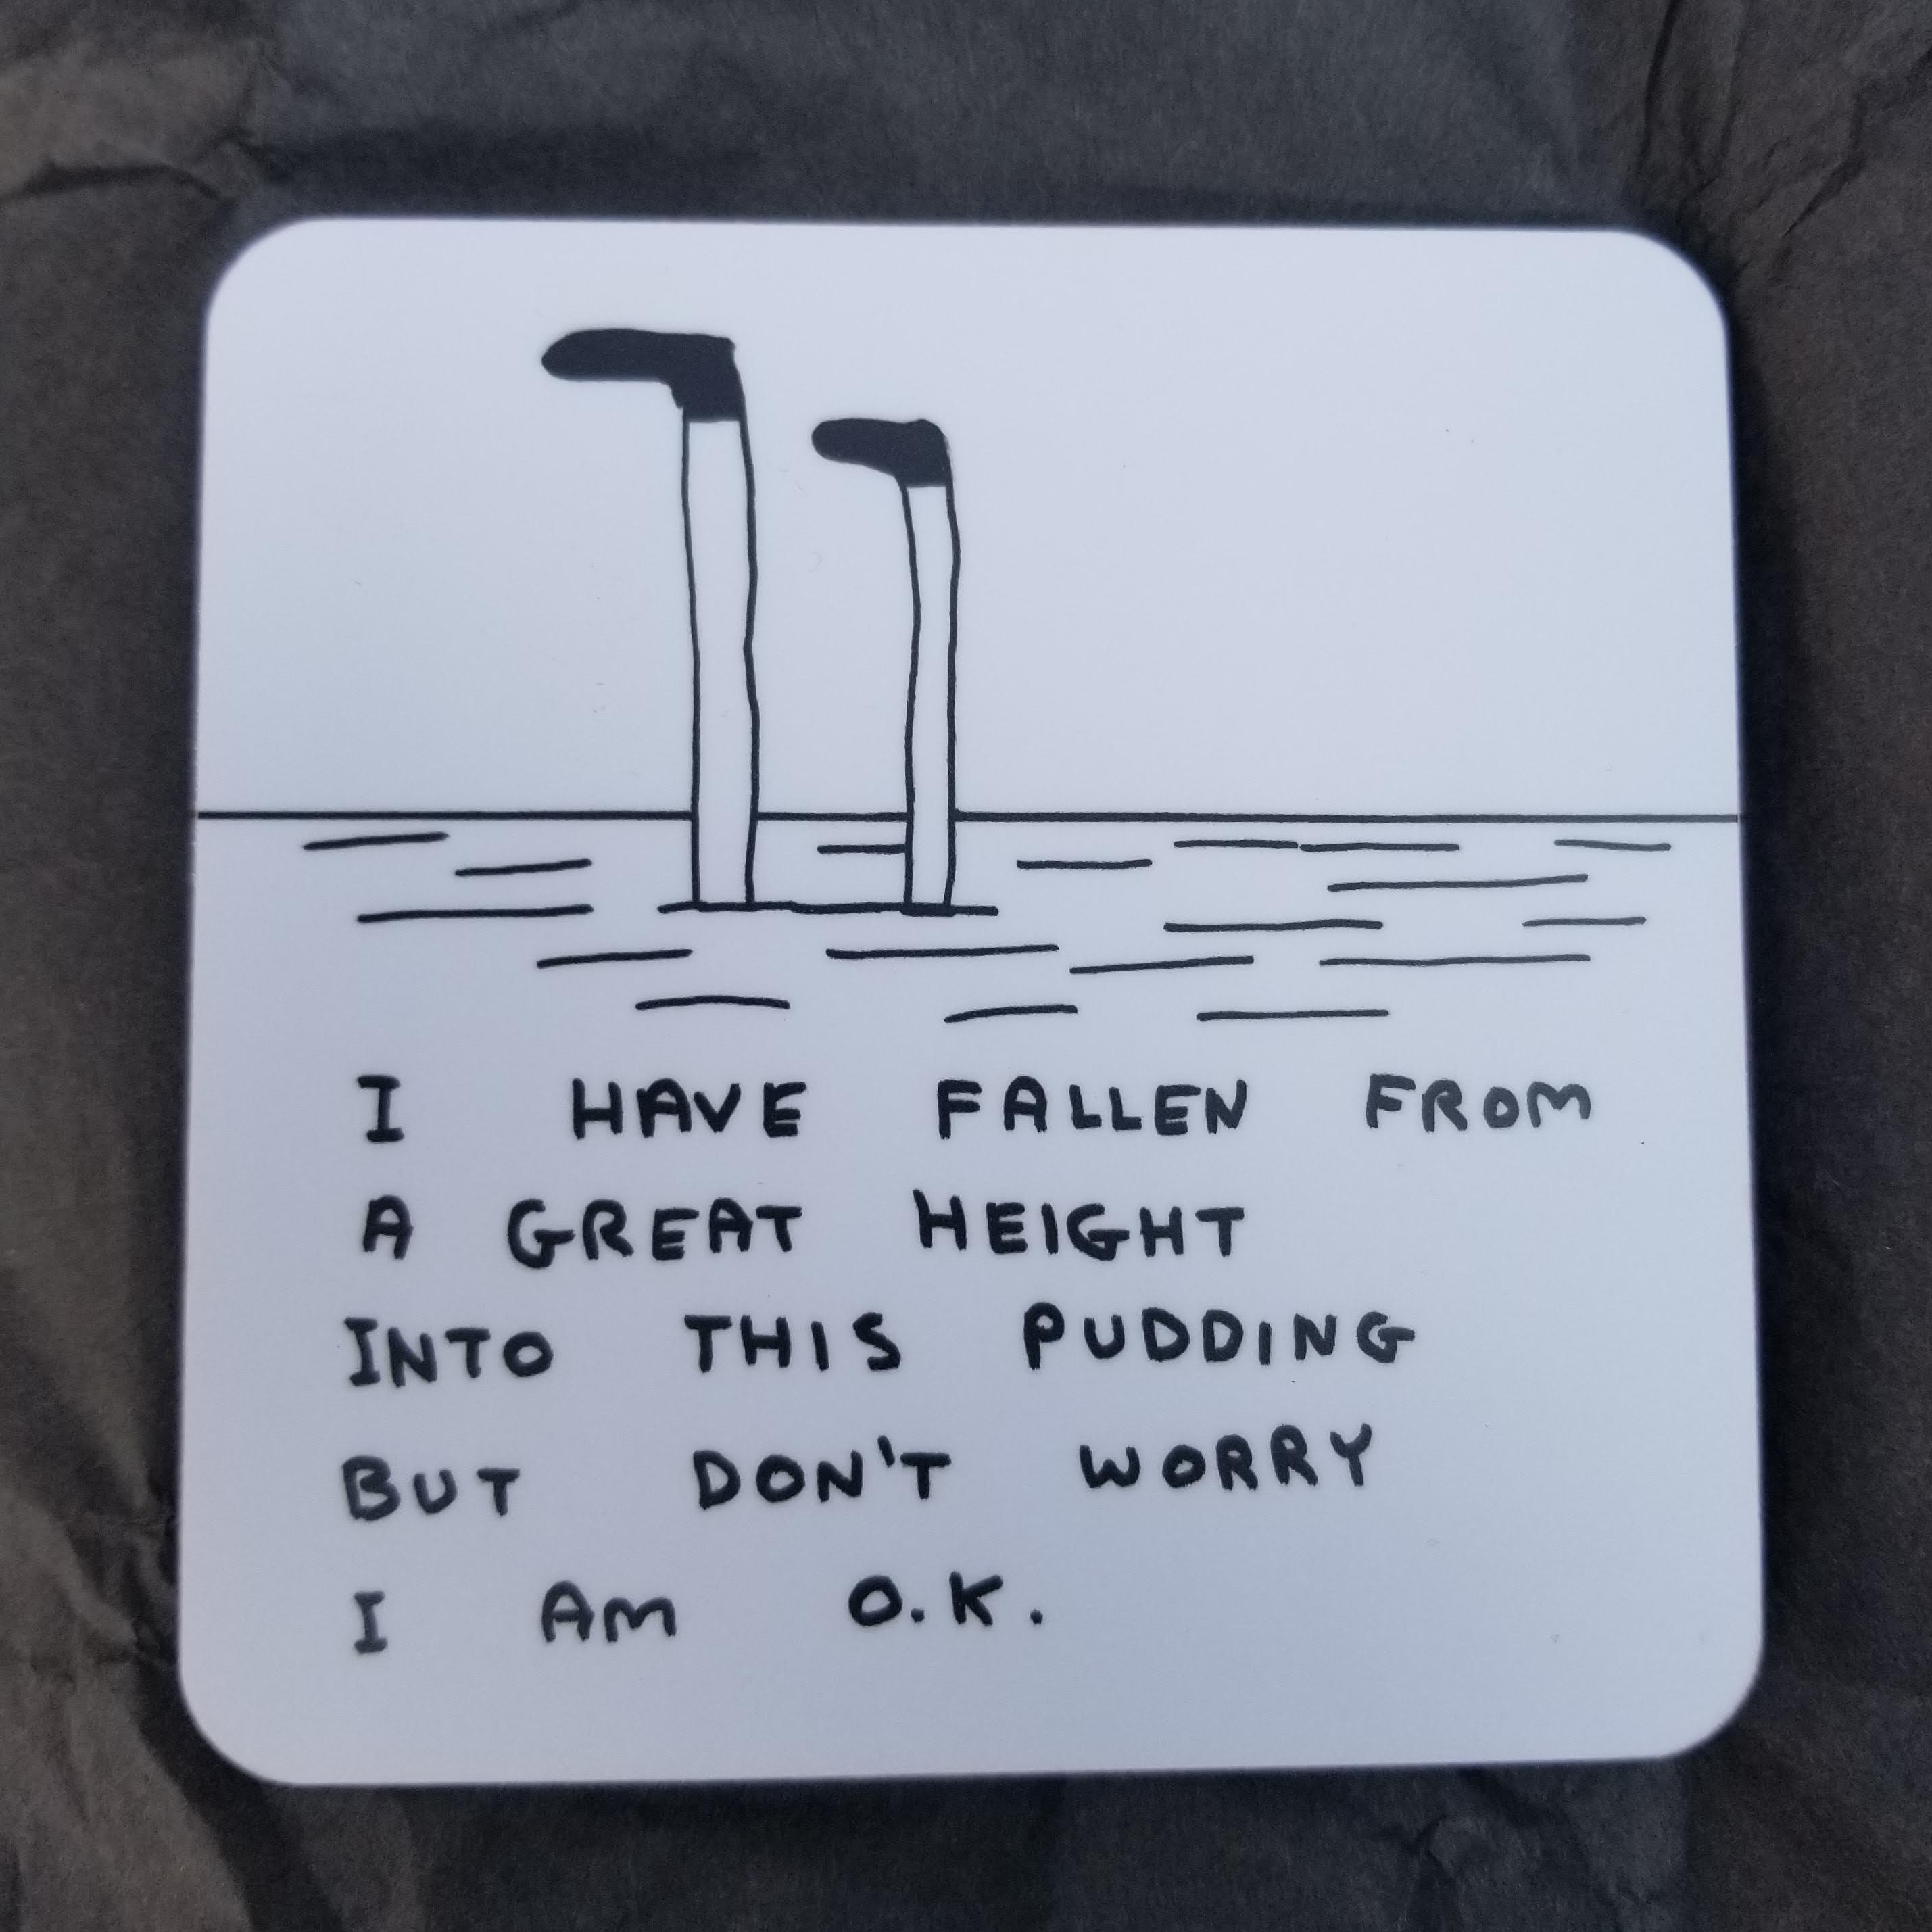 I HAVE FALLEN FROM
A GREAT HEIGHT
INTO THIS PUDDING
BUT DON'T WORRY
I AM O.K.